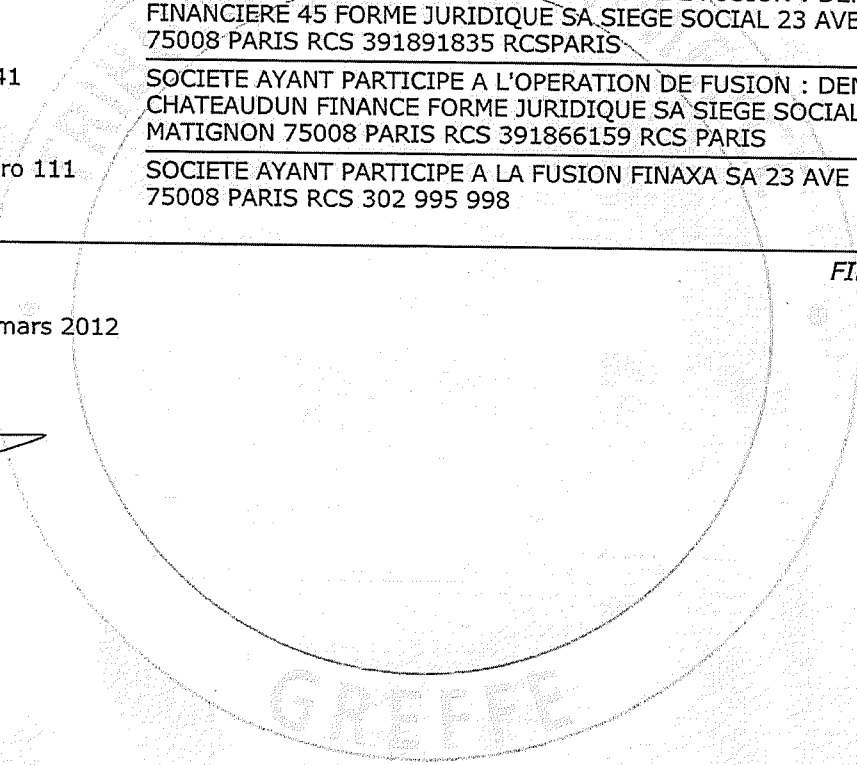 FINANCIERE 45 FORME JURIDIQUE SA SIEGE SOCIAL 23 AVE
75008 PARIS RCS 391891835 RCSPARIS
41 SOCIETE AYANT PARTICIPE A L'OPERATION DE FUSION : DEN
CHATEAUDUN FINANCE FORME JURIDIQUE SA SIEGE SOCIAL
MATIGNON 75008 PARIS RCS 391866159 RCS PARIS
ro 111 SOCIETE AYANT PARTICIPE A LA FUSION FINAXA SA 23 AVE
75008 PARIS RCS 302 995 998
FI
mars 2012
GREFFE